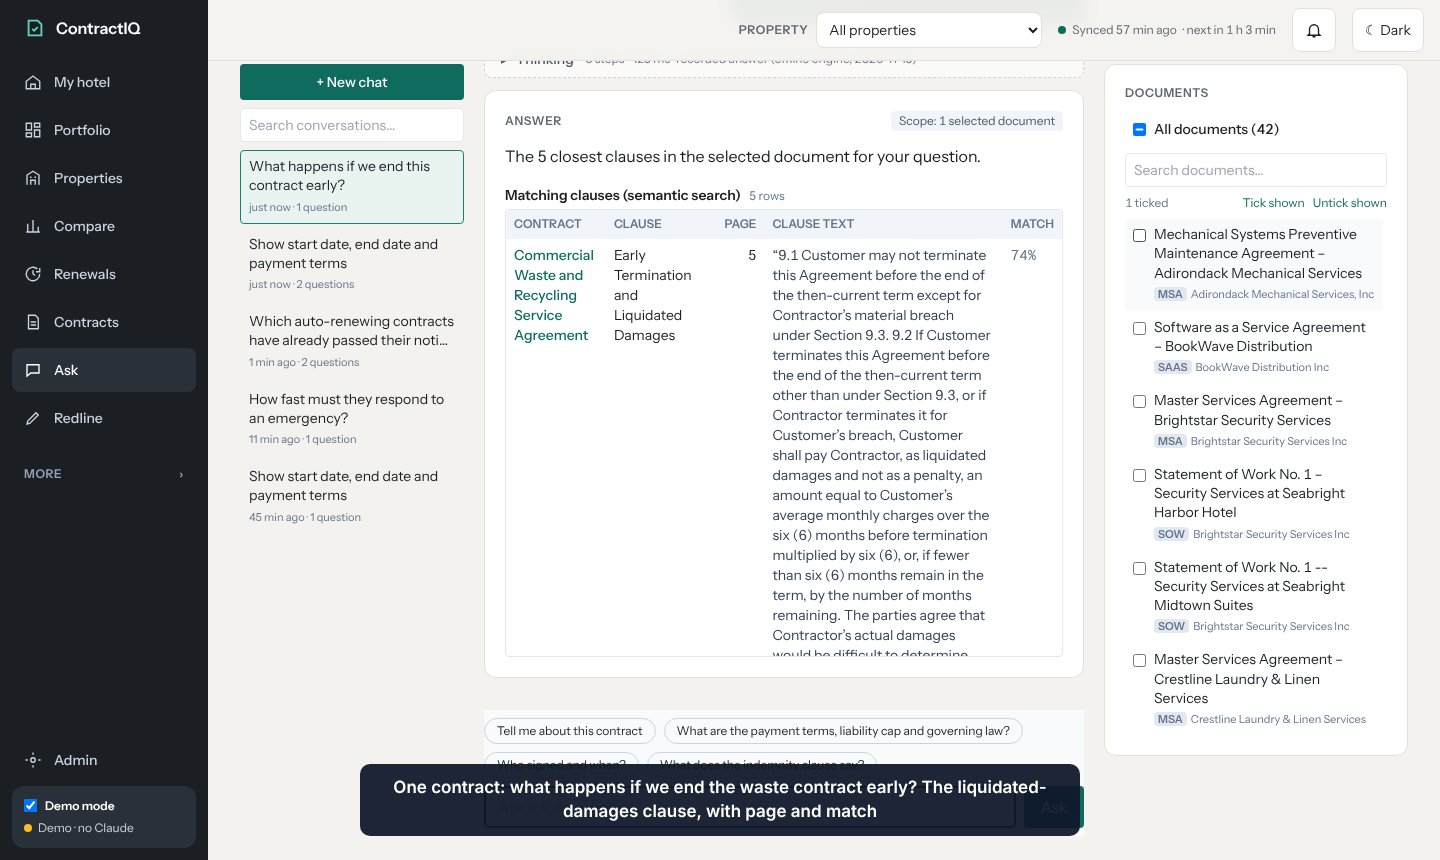 ContractIQ
My hotel
Portfolio
Properties
Compare
Renewals
Contracts
Ask
Redline
MORE ›
Admin
Demo mode
Demo · no Claude
PROPERTY All properties
Synced 57 min ago · next in 1 h 3 min
☾ Dark
+ New chat
Search conversations...
What happens if we end this
contract early?
just now · 1 question
Show start date, end date and
payment terms
just now · 2 questions
Which auto-renewing contracts
have already passed their noti...
1 min ago · 2 questions
How fast must they respond to
an emergency?
11 min ago · 1 question
Show start date, end date and
payment terms
45 min ago · 1 question
Thinking
ANSWER
Scope: 1 selected document
The 5 closest clauses in the selected document for your question.
Matching clauses (semantic search) 5 rows
CONTRACT CLAUSE PAGE CLAUSE TEXT MATCH
Commercial
Waste and
Recycling
Service
Agreement
Early
Termination
and
Liquidated
Damages
5
“9.1 Customer may not terminate
this Agreement before the end of
the then-current term except for
Contractor’s material breach
under Section 9.3. 9.2 If Customer
terminates this Agreement before
the end of the then-current term
other than under Section 9.3, or if
Contractor terminates it for
Customer’s breach, Customer
shall pay Contractor, as liquidated
damages and not as a penalty, an
amount equal to Customer’s
average monthly charges over the
six (6) months before termination
multiplied by six (6), or, if fewer
than six (6) months remain in the
term, by the number of months
remaining. The parties agree that
Contractor’s actual damages
would be difficult to determine
74%
Tell me about this contract
What are the payment terms, liability cap and governing law?
Who signed and when?
What does the indemnity clause say?
Ask
One contract: what happens if we end the waste contract early? The liquidated-
damages clause, with page and match
DOCUMENTS
All documents (42)
Search documents...
1 ticked Tick shown Untick shown
Mechanical Systems Preventive
Maintenance Agreement –
Adirondack Mechanical Services
MSA Adirondack Mechanical Services, Inc
Software as a Service Agreement
– BookWave Distribution
SAAS BookWave Distribution Inc
Master Services Agreement –
Brightstar Security Services
MSA Brightstar Security Services Inc
Statement of Work No. 1 –
Security Services at Seabright
Harbor Hotel
SOW Brightstar Security Services Inc
Statement of Work No. 1 --
Security Services at Seabright
Midtown Suites
SOW Brightstar Security Services Inc
Master Services Agreement –
Crestline Laundry & Linen
Services
MSA Crestline Laundry & Linen Services